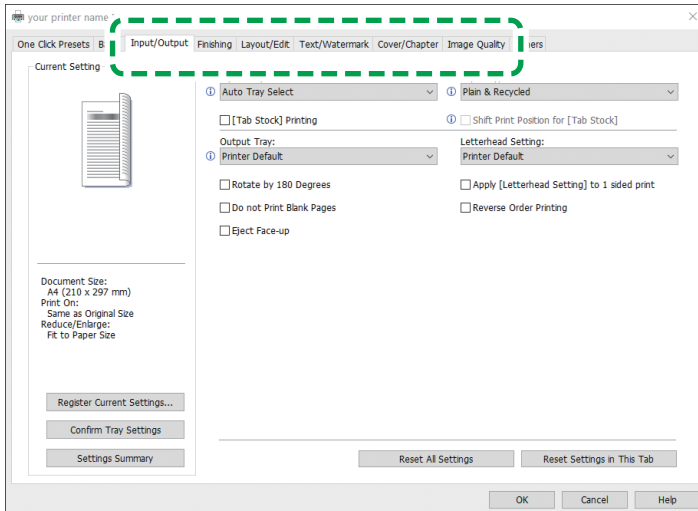 your printer name
One Click Presets Input/Output Finishing Layout/Edit Text/Watermark Cover/Chapter Image Quality
Current Setting
Auto Tray Select Plain & Recycled
[Tab Stock] Printing Shift Print Position for [Tab Stock]
Output Tray: Letterhead Setting:
Printer Default Printer Default
Rotate by 180 Degrees Apply [Letterhead Setting] to 1 sided print
Do not Print Blank Pages Reverse Order Printing
Eject Face-up
Document Size:
A4 (210 x 297 mm)
Print On:
Same as Original Size
Reduce/Enlarge:
Fit to Paper Size
Register Current Settings...
Confirm Tray Settings
Settings Summary Reset All Settings Reset Settings in This Tab
OK Cancel Help